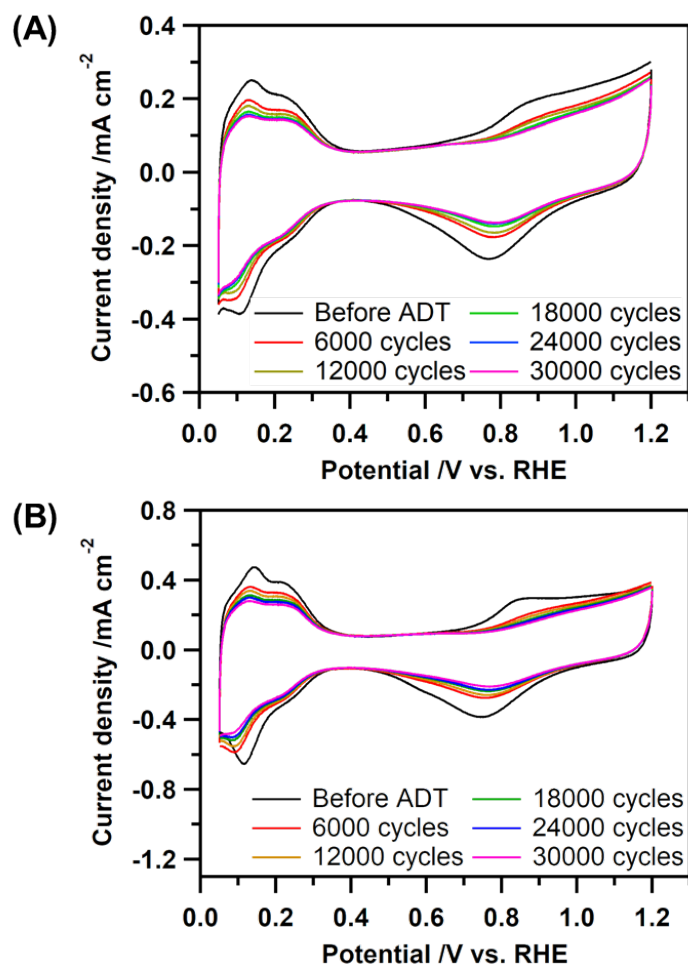 (A)
0.4
0.2
0.0
-0.2
-0.4
-0.6
Current density /mA cm-2
Before ADT 18000 cycles
6000 cycles 24000 cycles
12000 cycles 30000 cycles
0.0 0.2 0.4 0.6 0.8 1.0 1.2
Potential /V vs. RHE
(B)
0.8
0.4
0.0
-0.4
-0.8
-1.2
Current density /mA cm-2
Before ADT 18000 cycles
6000 cycles 24000 cycles
12000 cycles 30000 cycles
0.0 0.2 0.4 0.6 0.8 1.0 1.2
Potential /V vs. RHE